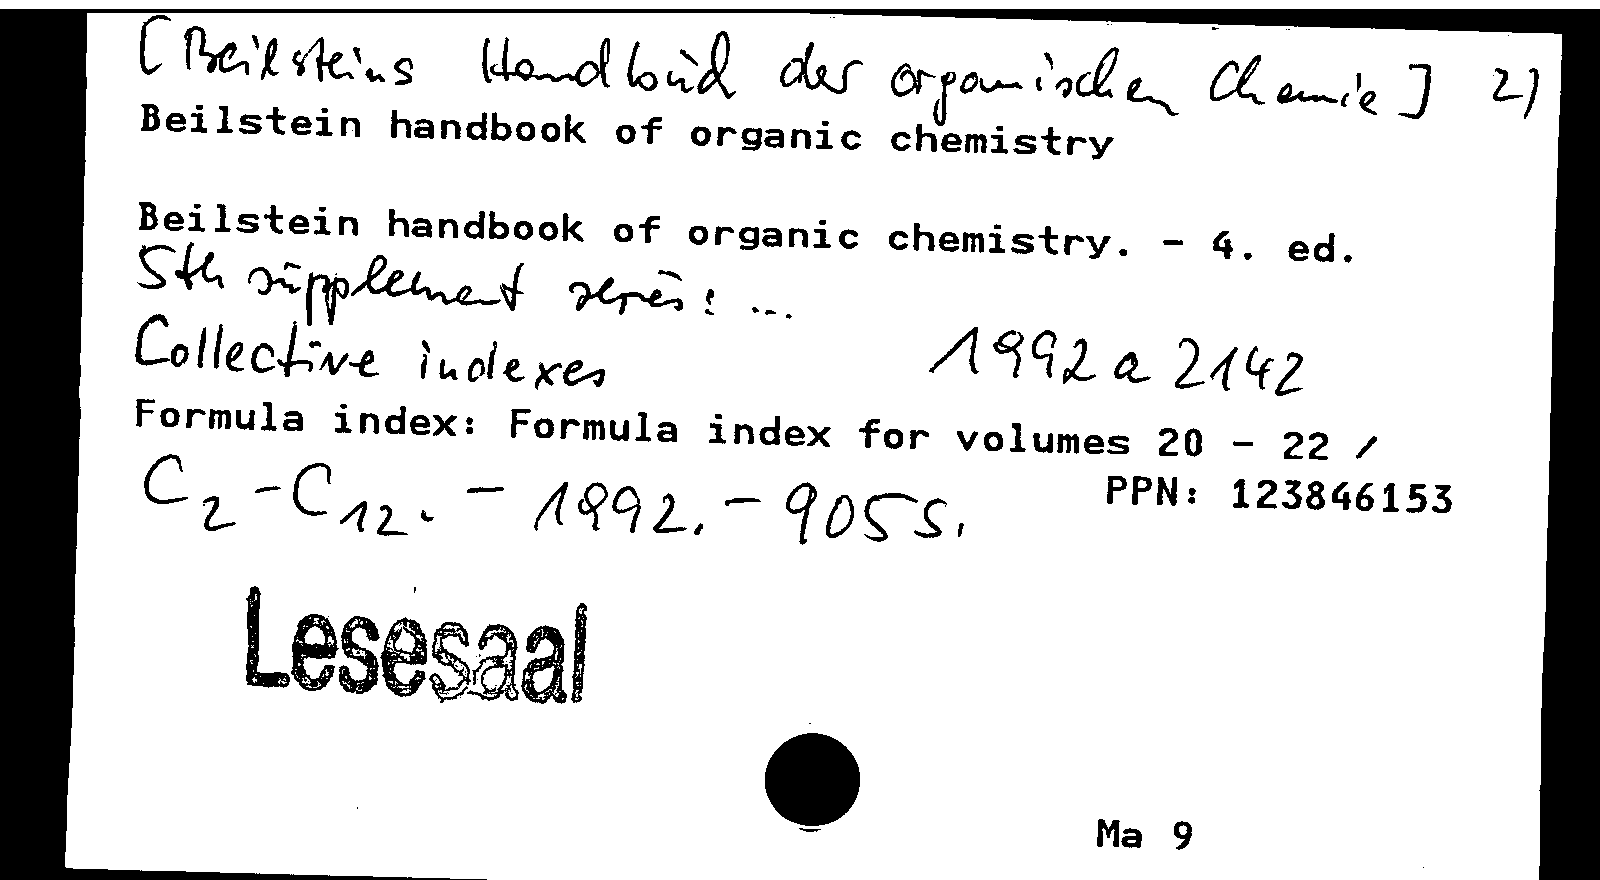 [Beilsteins Handbuch der organischen Chemie] 2)
Beilstein handbook of organic chemistry
Beilstein handbook of organic chemistry. - 4. ed.
5th supplement series: ...
Collective indexes 1992 a 2142
Formula index: Formula index for volumes 20 - 22 /
C₂-C₁₂. - 1992. - 905 S.
PPN: 123846153
Lesesaal
Ma 9